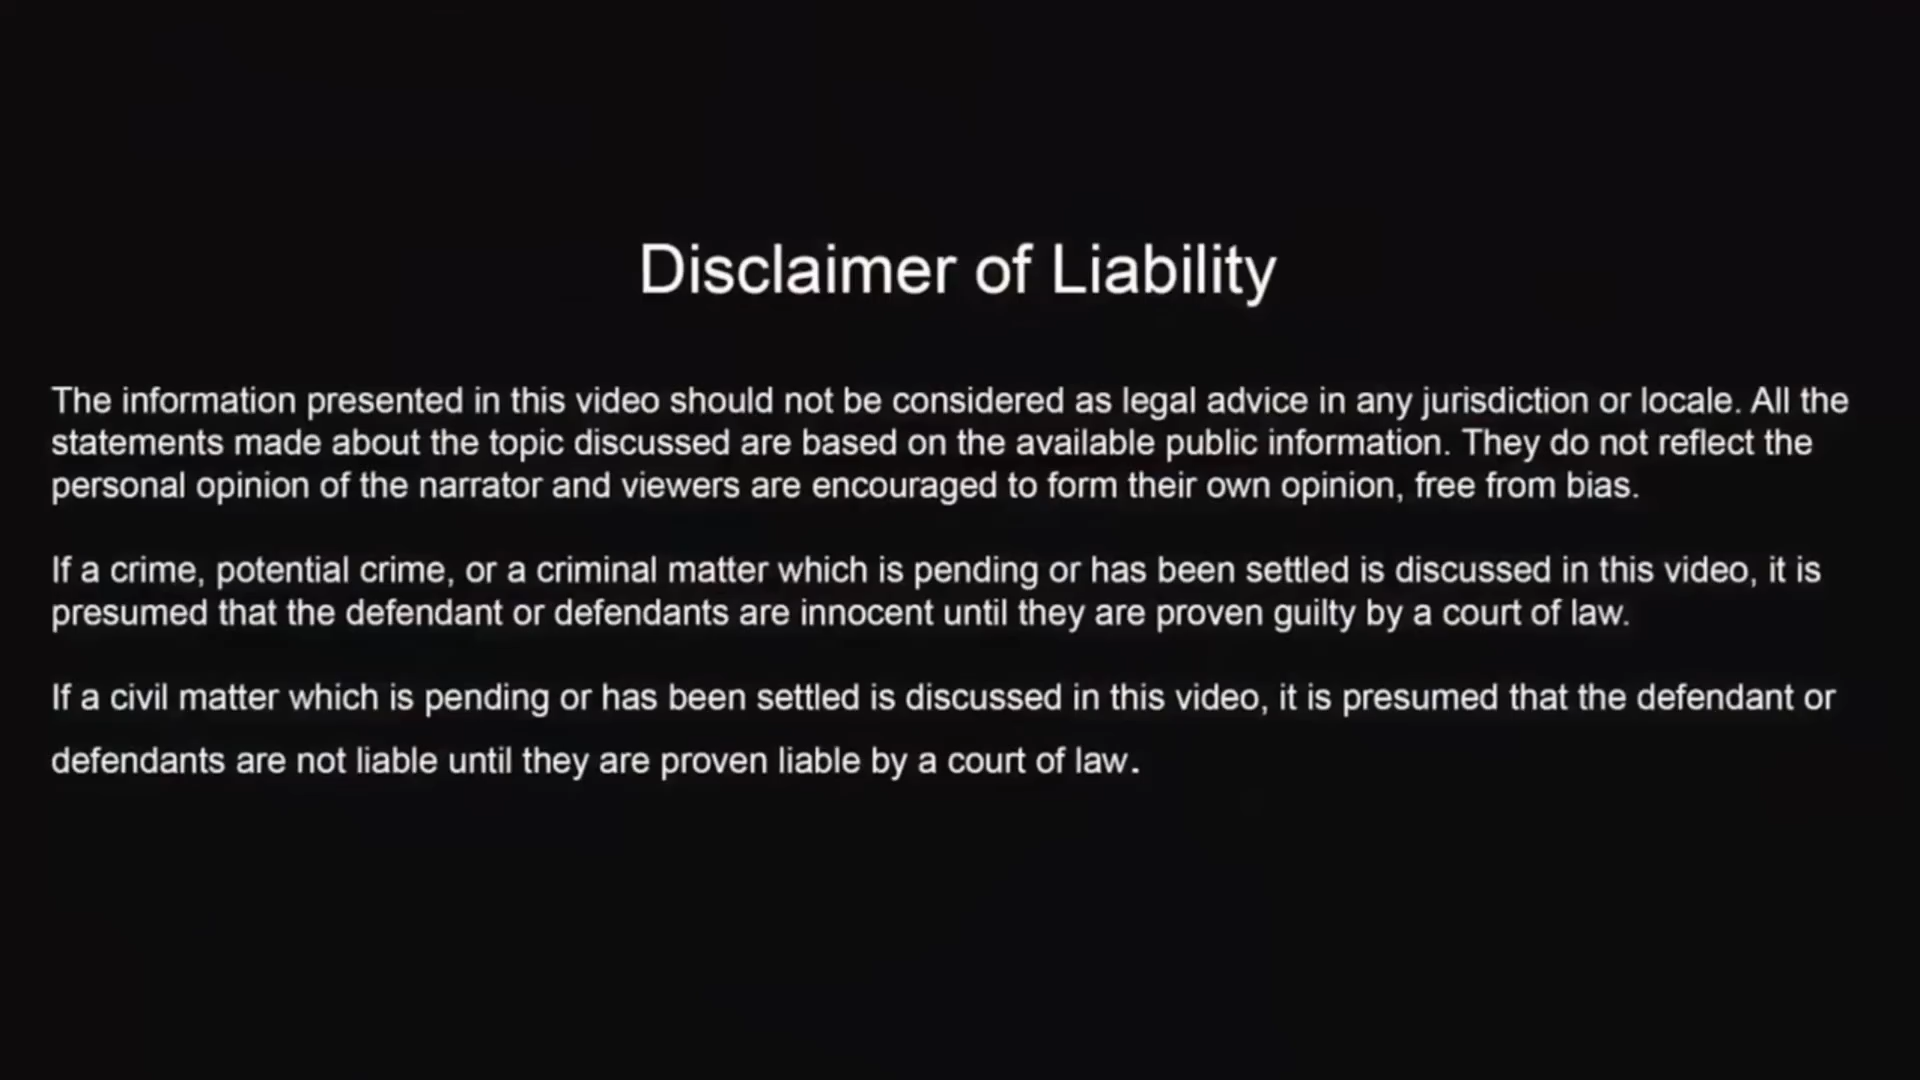 Disclaimer of Liability
The information presented in this video should not be considered as legal advice in any jurisdiction or locale. All the
statements made about the topic discussed are based on the available public information. They do not reflect the
personal opinion of the narrator and viewers are encouraged to form their own opinion, free from bias.
If a crime, potential crime, or a criminal matter which is pending or has been settled is discussed in this video, it is
presumed that the defendant or defendants are innocent until they are proven guilty by a court of law.
If a civil matter which is pending or has been settled is discussed in this video, it is presumed that the defendant or
defendants are not liable until they are proven liable by a court of law.